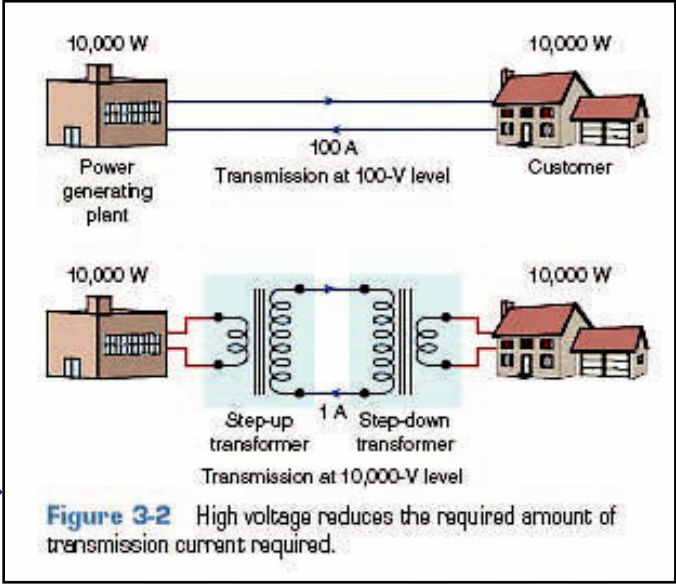 10,000 W
10,000 W
100 A
Power
generating
plant
Transmission at 100-V level
Customer
10,000 W
10,000 W
1 A
Step-up
transformer
Step-down
transformer
Transmission at 10,000-V level
Figure 3-2 High voltage reduces the required amount of
transmission current required.